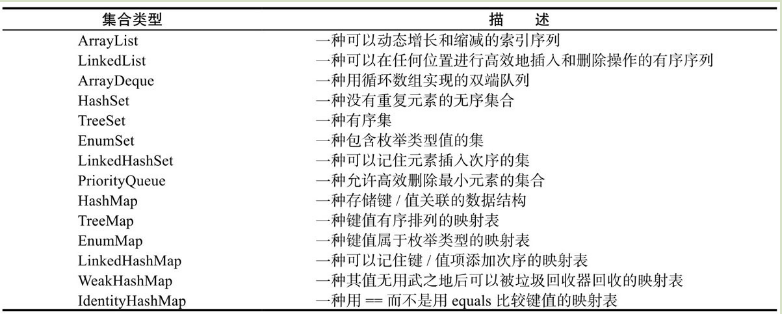 集合类型 描 述
ArrayList 一种可以动态增长和缩减的索引序列
LinkedList 一种可以在任何位置进行高效地插入和删除操作的有序序列
ArrayDeque 一种用循环数组实现的双端队列
HashSet 一种没有重复元素的无序集合
TreeSet 一种有序集
EnumSet 一种包含枚举类型值的集
LinkedHashSet 一种可以记住元素插入次序的集
PriorityQueue 一种允许高效删除最小元素的集合
HashMap 一种存储键 / 值关联的数据结构
TreeMap 一种键值有序排列的映射表
EnumMap 一种键值属于枚举类型的映射表
LinkedHashMap 一种可以记住键 / 值项添加次序的映射表
WeakHashMap 一种其值无用武之地后可以被垃圾回收器回收的映射表
IdentityHashMap 一种用 == 而不是用 equals 比较键值的映射表